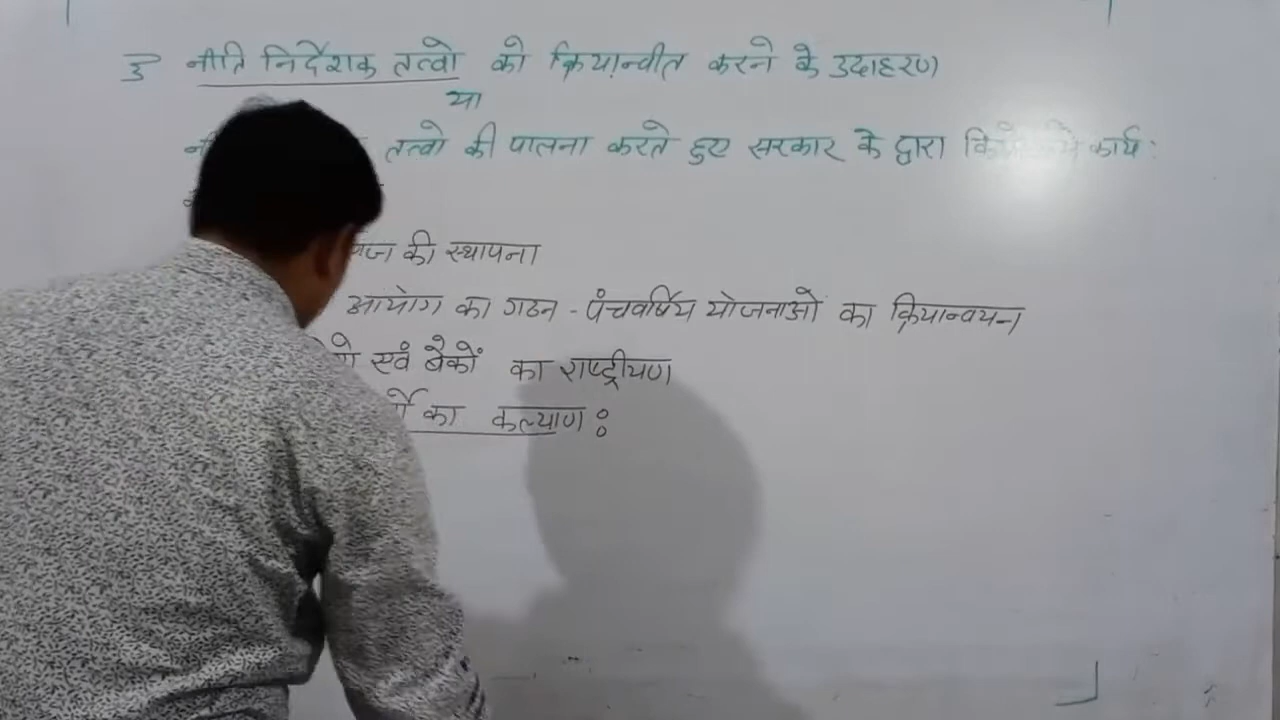 3 नीति निर्देशक तत्वो को क्रियान्वीत करने के उदाहरण
या
तत्वो की पालना करते हुए सरकार के द्वारा किये गये कार्य :
की स्थापना
आयोग का गठन - पंचवर्षिय योजनाओ का क्रियान्वयन
एवं बैकों का राष्ट्रीयण
का कल्याण :